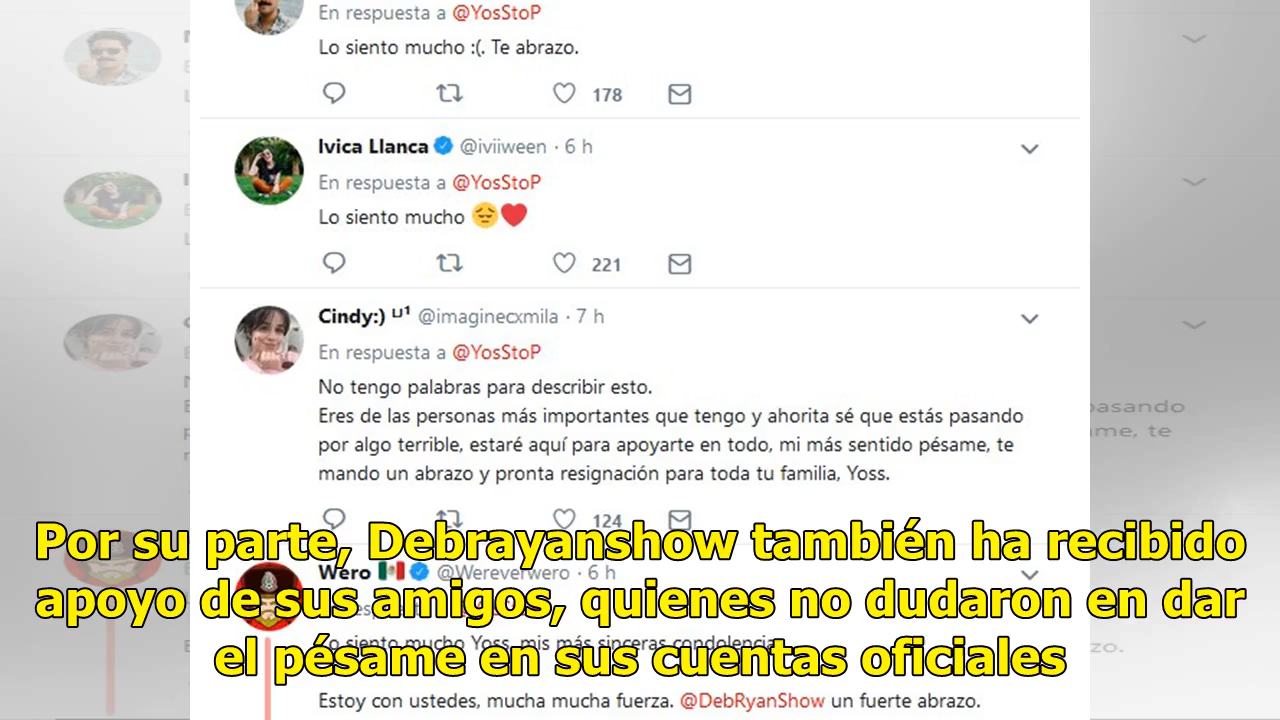 En respuesta a @YosStoP
Lo siento mucho :(. Te abrazo.
178
Ivica Llanca @iviiween · 6 h
En respuesta a @YosStoP
Lo siento mucho 😔❤
221
Cindy:) @imaginecxmila · 7 h
En respuesta a @YosStoP
No tengo palabras para describir esto.
Eres de las personas más importantes que tengo y ahorita sé que estás pasando
por algo terrible, estaré aquí para apoyarte en todo, mi más sentido pésame, te
mando un abrazo y pronta resignación para toda tu familia, Yoss.
124
Wero 🇲🇽 @Wereverwero · 6 h
Lo siento mucho Yoss, mis más sinceras condolencia
Estoy con ustedes, mucha mucha fuerza. @DebRyanShow un fuerte abrazo.
Por su parte, Debrayanshow también ha recibido
apoyo de sus amigos, quienes no dudaron en dar
el pésame en sus cuentas oficiales
pasando
me, te